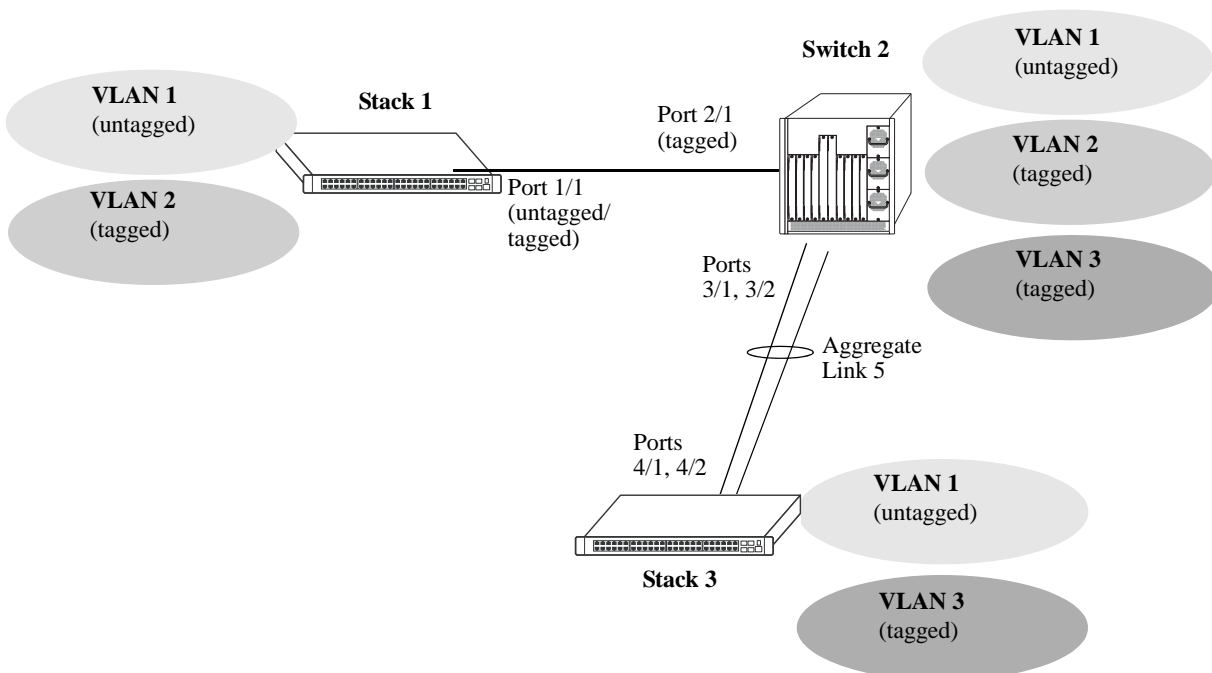 VLAN 1
(untagged)
VLAN 2
(tagged)
Stack 1
Port 1/1
(untagged/
tagged)
Port 2/1
(tagged)
Switch 2
VLAN 1
(untagged)
VLAN 2
(tagged)
VLAN 3
(tagged)
Ports
3/1, 3/2
Aggregate
Link 5
Ports
4/1, 4/2
Stack 3
VLAN 1
(untagged)
VLAN 3
(tagged)